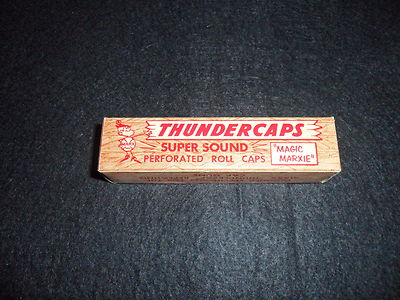 THUNDERCAPS
SUPER SOUND
PERFORATED ROLL CAPS
"MAGIC
MARXIE"